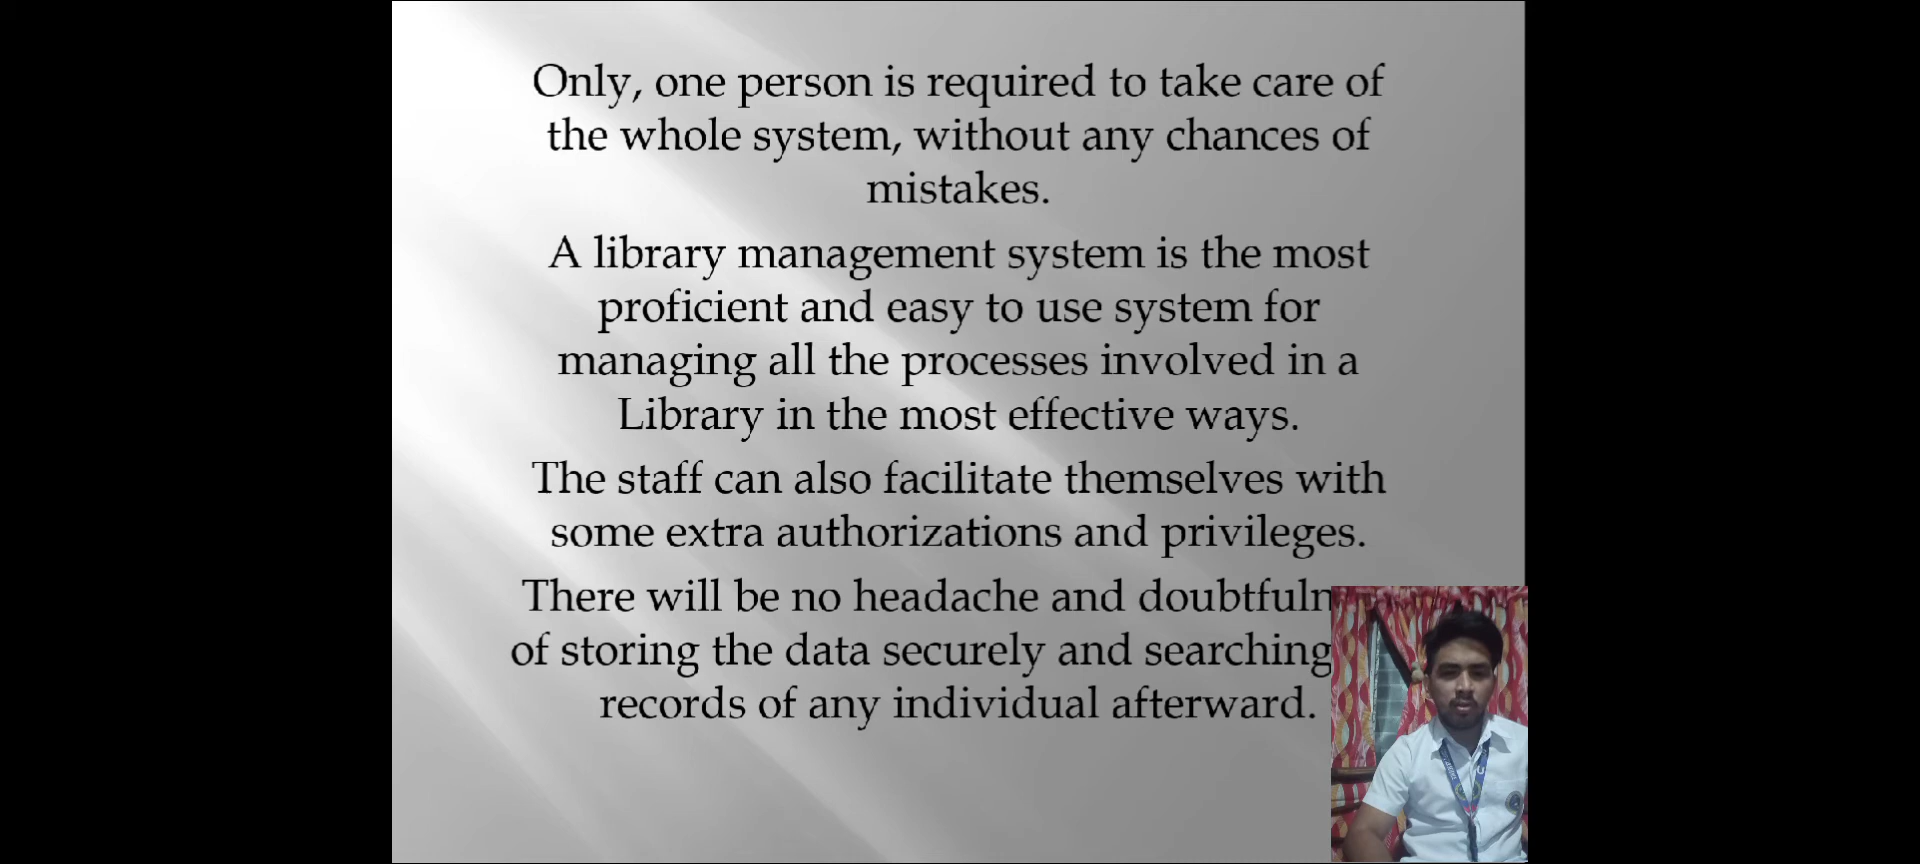 Only, one person is required to take care of
the whole system, without any chances of
mistakes.
A library management system is the most
proficient and easy to use system for
managing all the processes involved in a
Library in the most effective ways.
The staff can also facilitate themselves with
some extra authorizations and privileges.
There will be no headache and
of storing the data securely and searching
records of any individual afterward.